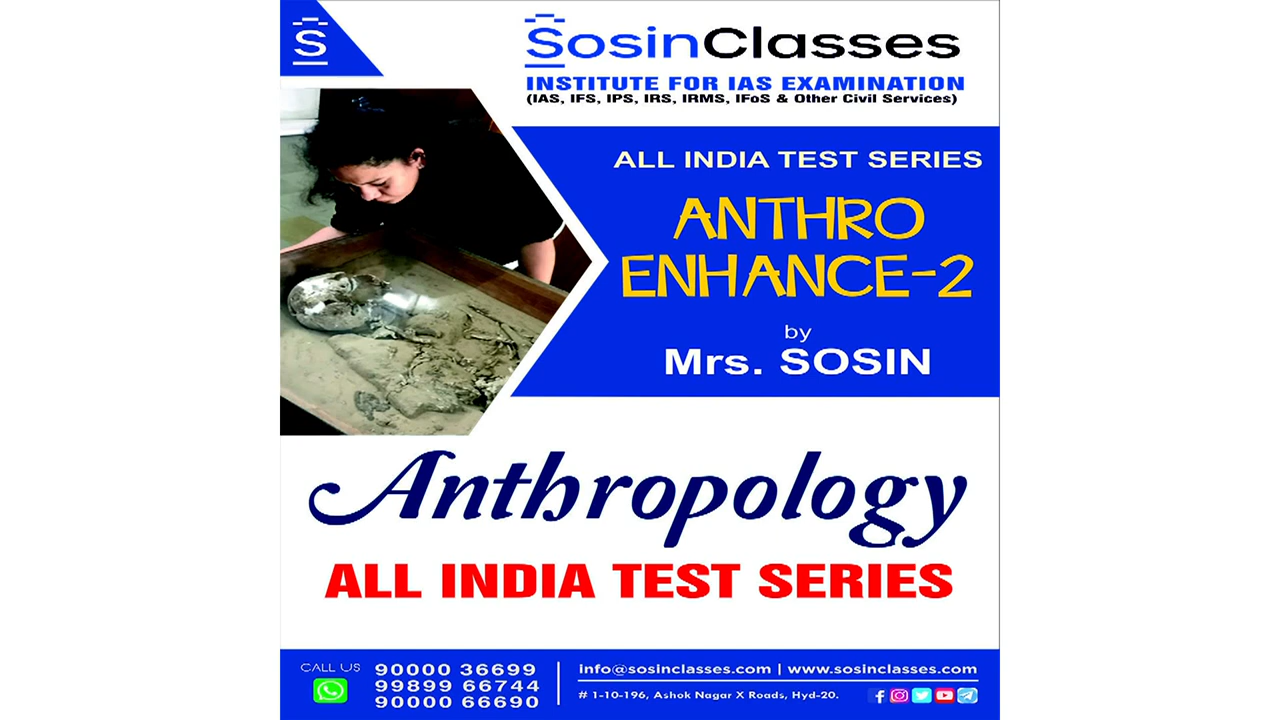 S
SosinClasses
INSTITUTE FOR IAS EXAMINATION
(IAS, IFS, IPS, IRS, IRMS, IFoS & Other Civil Services)
ALL INDIA TEST SERIES
ANTHRO
ENHANCE-2
by
Mrs. SOSIN
Anthropology
ALL INDIA TEST SERIES
CALL US
90000 36699
99899 66744
90000 66690
info@sosinclasses.com | www.sosinclasses.com
# 1-10-196, Ashok Nagar X Roads, Hyd-20.